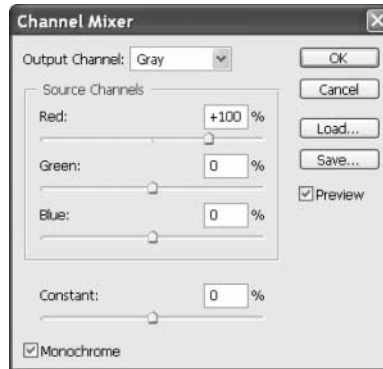 Channel Mixer
Output Channel: Gray
OK
Source Channels
Cancel
Red: +100 %
Load...
Green: 0 %
Save...
Preview
Blue: 0 %
Constant: 0 %
Monochrome